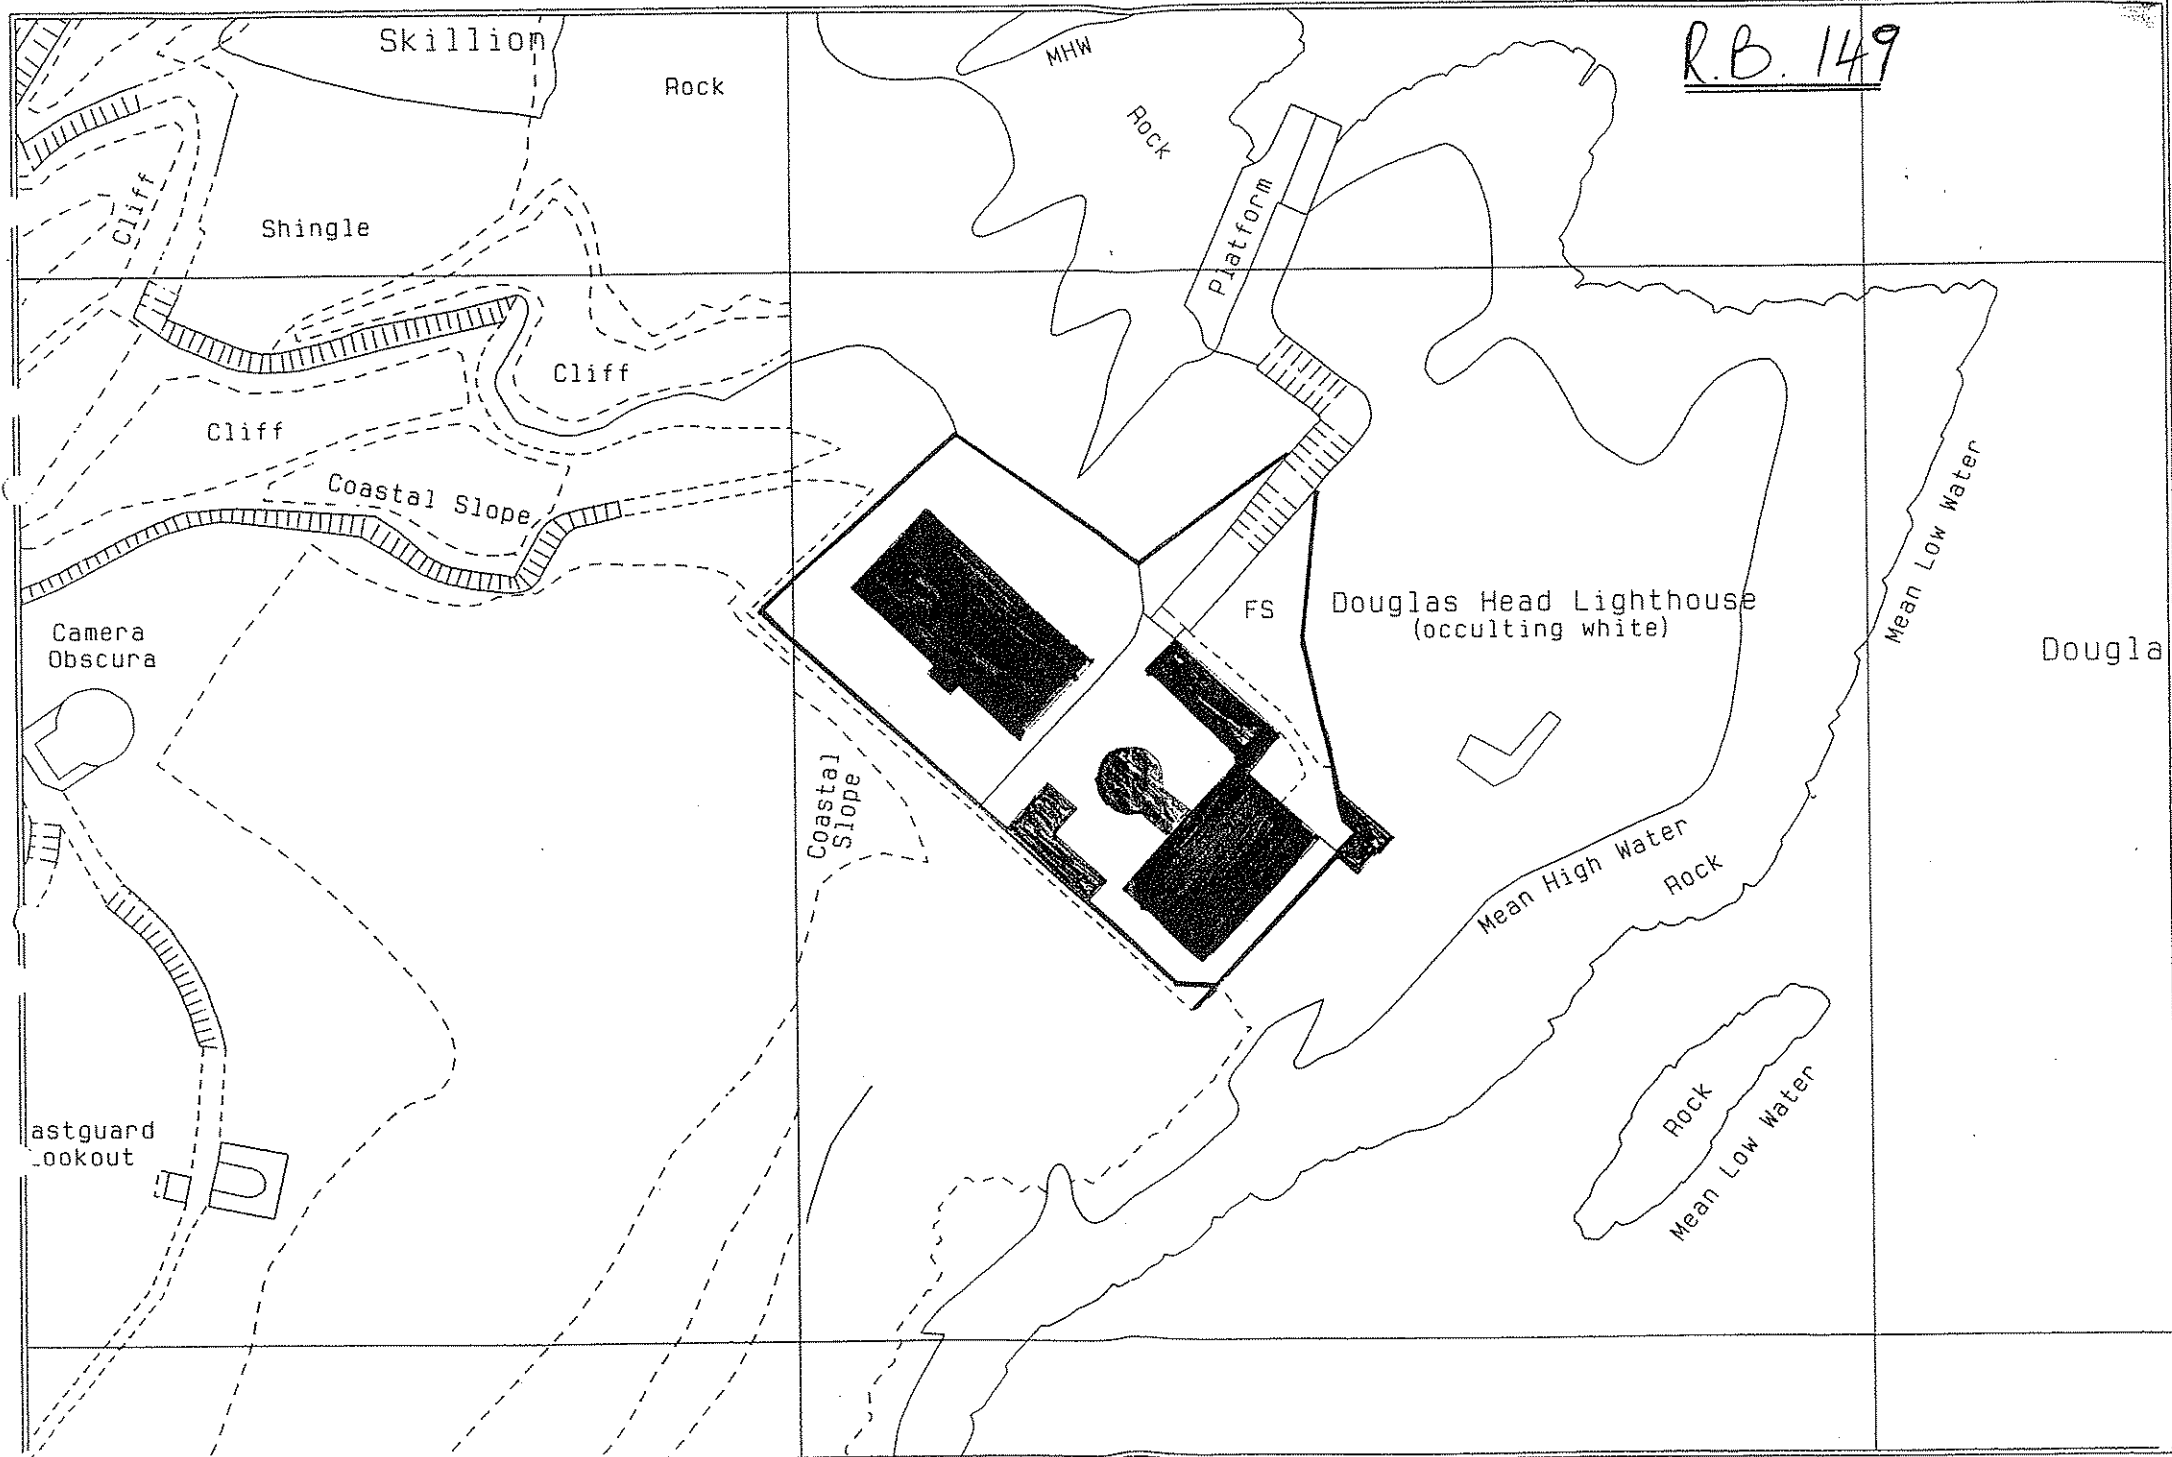 R.B. 149
Skillion
Rock
MHW
Rock
Cliff
Shingle
Platform
Cliff
Cliff
Coastal Slope
Mean Low Water
FS
Douglas Head Lighthouse
(occulting white)
Camera
Obscura
Dougla
Coastal
Slope
Mean High Water
Rock
astguard
ookout
Rock
Mean Low Water